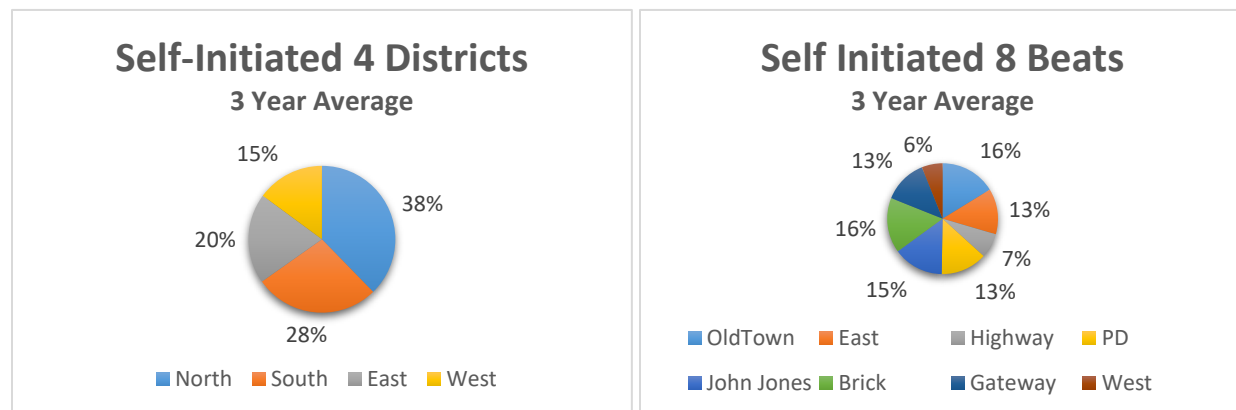 Self-Initiated 4 Districts
3 Year Average
15%
38%
20%
28%
North South East West
Self Initiated 8 Beats
3 Year Average
6%
16%
13%
13%
16%
7%
15%
13%
OldTown East Highway PD
John Jones Brick Gateway West